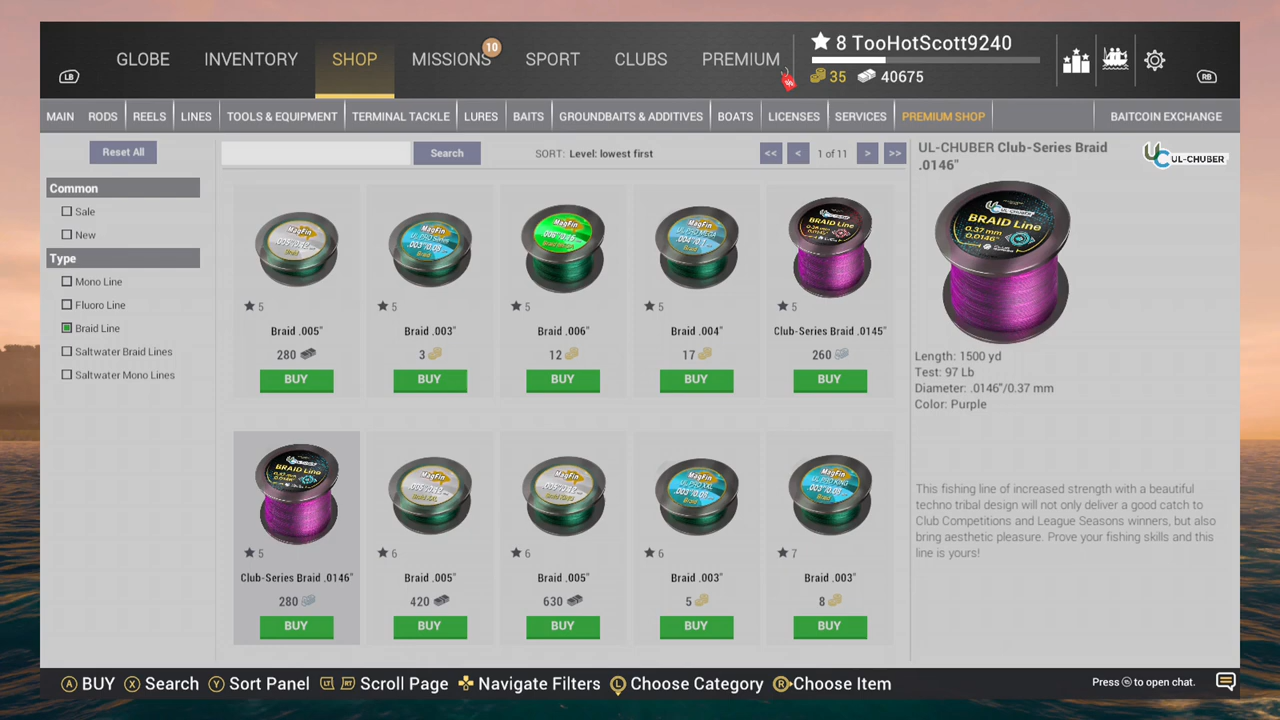 LB
GLOBE
INVENTORY
SHOP
MISSIONS
10
SPORT
CLUBS
PREMIUM
8 TooHotScott9240
35
40675
RB
MAIN
RODS
REELS
LINES
TOOLS & EQUIPMENT
TERMINAL TACKLE
LURES
BAITS
GROUNDBAITS & ADDITIVES
BOATS
LICENSES
SERVICES
PREMIUM SHOP
BAITCOIN EXCHANGE
Reset All
Common
Sale
New
Type
Mono Line
Fluoro Line
Braid Line
Saltwater Braid Lines
Saltwater Mono Lines
Search
SORT: Level: lowest first
<<
<
1 of 11
>
>>
5
Braid .005"
280
BUY
5
Braid .003"
3
BUY
5
Braid .006"
12
BUY
5
Braid .004"
17
BUY
5
Club-Series Braid .0145"
260
BUY
5
Club-Series Braid .0146"
280
BUY
6
Braid .005"
420
BUY
6
Braid .005"
630
BUY
6
Braid .003"
5
BUY
7
Braid .003"
8
BUY
UL-CHUBER Club-Series Braid
.0146"
UC UL-CHUBER
UL-CHUBER
BRAID Line
0.37 mm
0.0146"
Length: 1500 yd
Test: 97 Lb
Diameter: .0146"/0.37 mm
Color: Purple
This fishing line of increased strength with a beautiful
techno tribal design will not only deliver a good catch to
Club Competitions and League Seasons winners, but also
bring aesthetic pleasure. Prove your fishing skills and this
line is yours!
A BUY
X Search
Y Sort Panel
LT RT Scroll Page
Navigate Filters
L Choose Category
R Choose Item
Press to open chat.